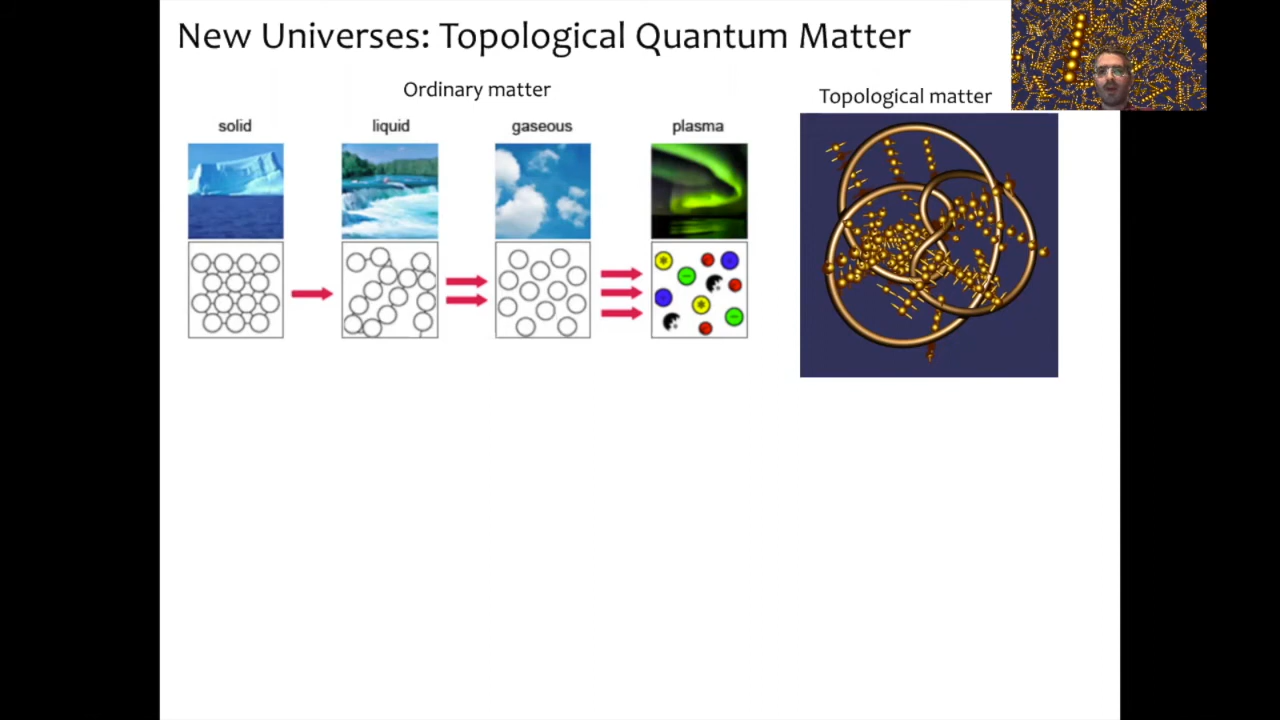 New Universes: Topological Quantum Matter
Ordinary matter
Topological matter
solid
liquid
gaseous
plasma